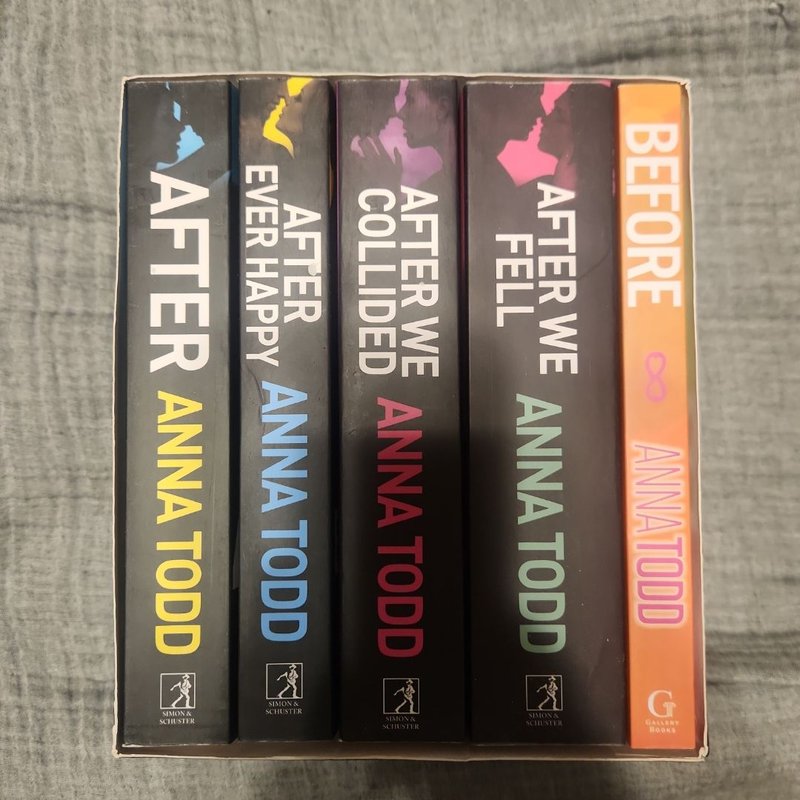 AFTER
ANNA TODD
SIMON &
SCHUSTER
AFTER
EVER HAPPY
ANNA TODD
SIMON &
SCHUSTER
AFTER WE
COLLIDED
ANNA TODD
SIMON &
SCHUSTER
AFTER WE
FELL
ANNA TODD
SIMON &
SCHUSTER
BEFORE
ANNA TODD
G
GALLERY
BOOKS